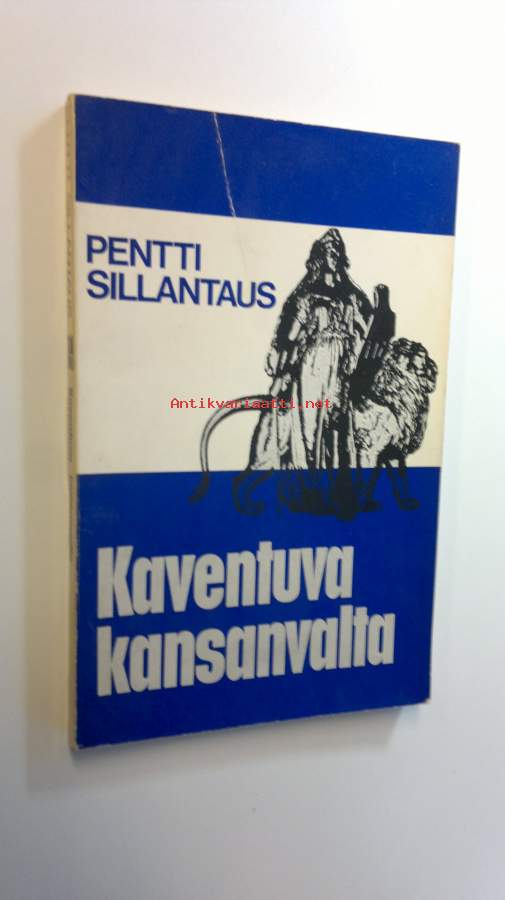 PENTTI
SILLANTAUS
Antikvariaatti.net
Kaventuva
kansanvalta